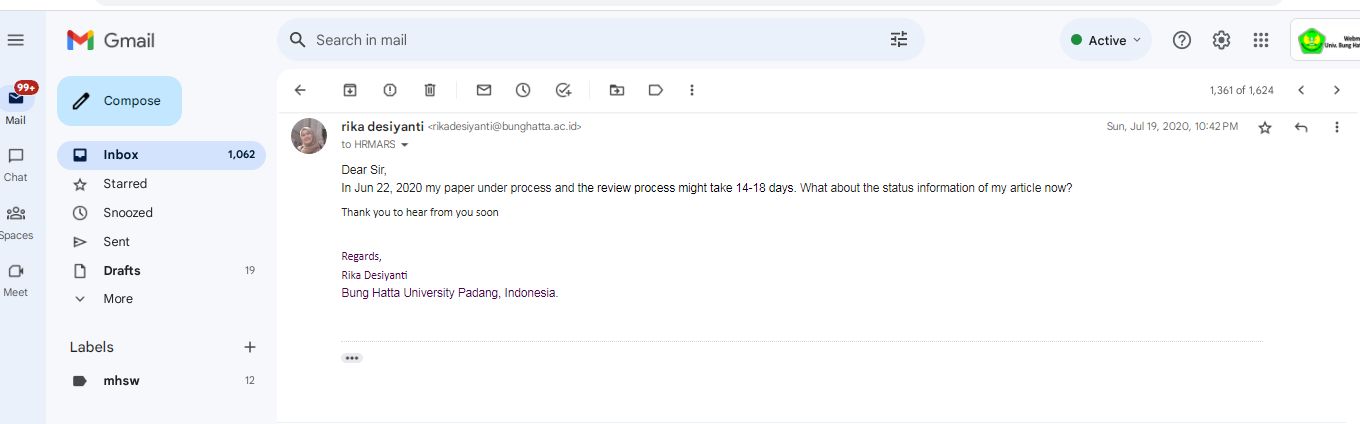 Gmail
Search in mail
Active
Webm
Univ. Bung Hat
99+
Mail
Chat
Spaces
Meet
Compose
Inbox 1,062
Starred
Snoozed
Sent
Drafts 19
More
Labels
mhsw 12
1,361 of 1,624
rika desiyanti <rikadesiyanti@bunghatta.ac.id>
Sun, Jul 19, 2020, 10:42 PM
to HRMARS
Dear Sir,
In Jun 22, 2020 my paper under process and the review process might take 14-18 days. What about the status information of my article now?
Thank you to hear from you soon
Regards,
Rika Desiyanti
Bung Hatta University Padang, Indonesia.